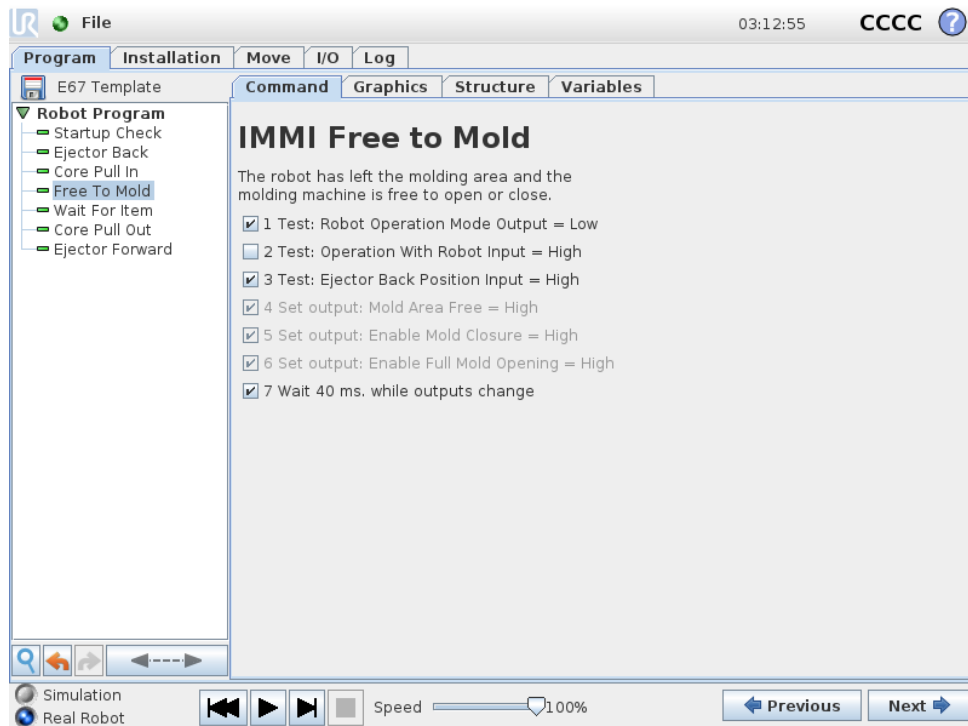 UR File 03:12:55 CCCC ?
Program Installation Move I/O Log
E67 Template Command Graphics Structure Variables
Robot Program
Startup Check
Ejector Back
Core Pull In
Free To Mold
Wait For Item
Core Pull Out
Ejector Forward
IMMI Free to Mold
The robot has left the molding area and the
molding machine is free to open or close.
1 Test: Robot Operation Mode Output = Low
2 Test: Operation With Robot Input = High
3 Test: Ejector Back Position Input = High
4 Set output: Mold Area Free = High
5 Set output: Enable Mold Closure = High
6 Set output: Enable Full Mold Opening = High
7 Wait 40 ms. while outputs change
Simulation
Real Robot
Speed 100%
Previous Next